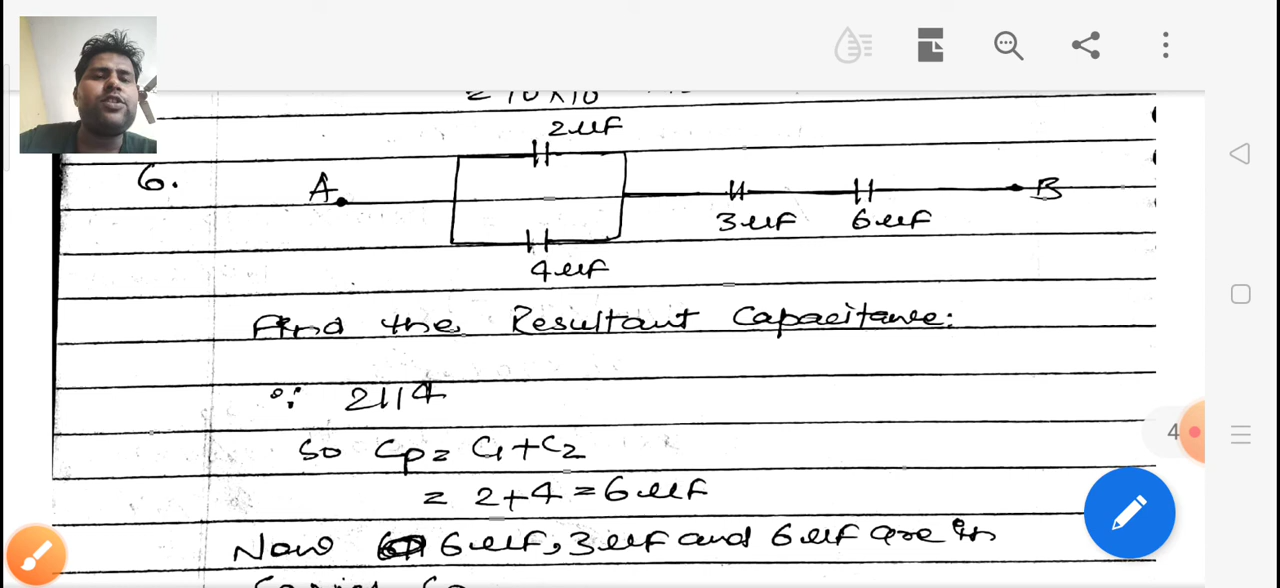 2μF
6.
A
B
3μF
6μF
4μF
Find the Resultant Capacitance:
∵ 2||4
So Cp = C1+C2
= 2+4 = 6μF
Now 6μF, 3μF and 6μF are in
4